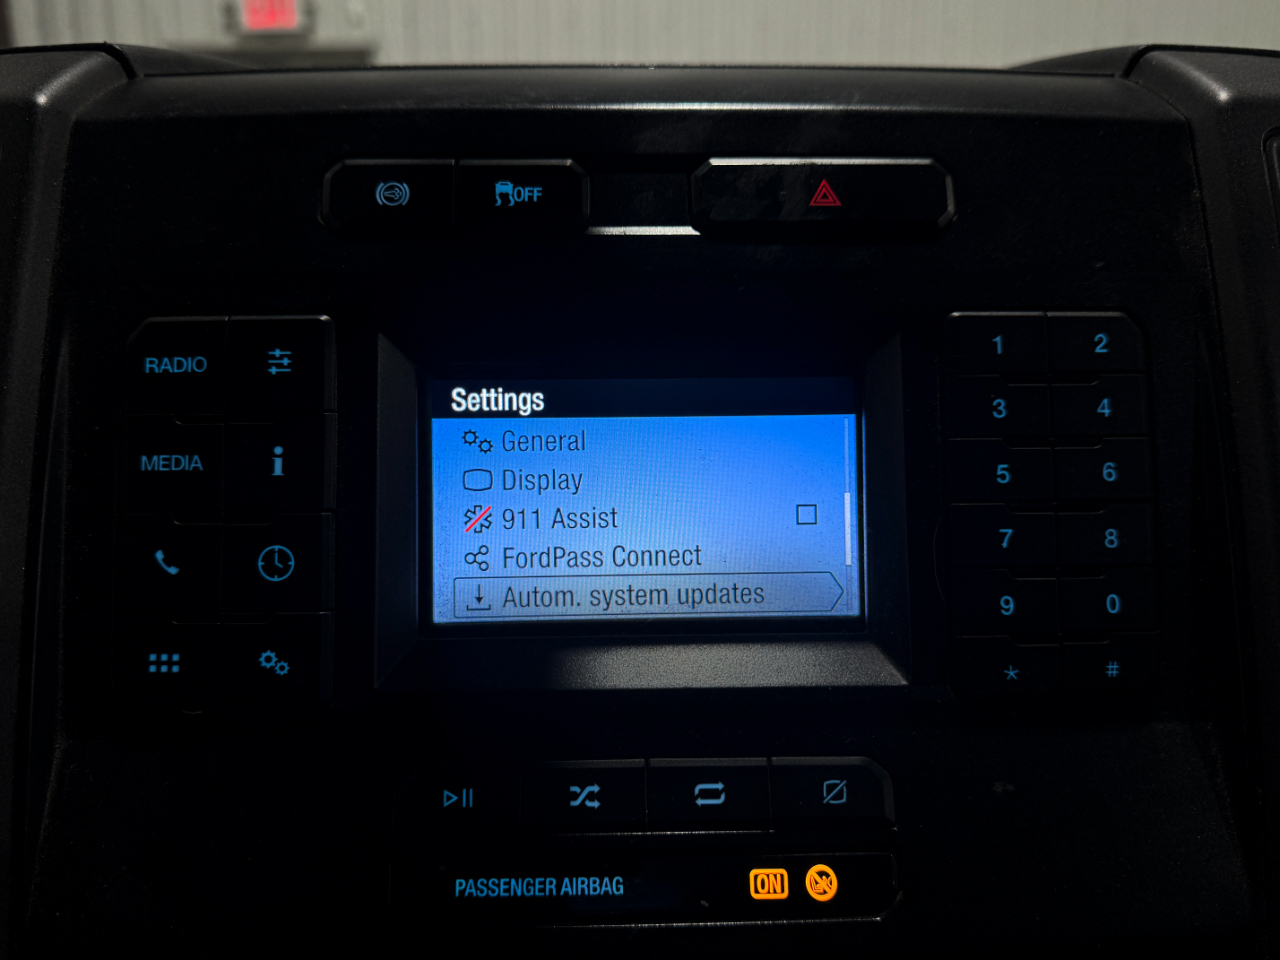 EXIT
OFF
RADIO
MEDIA
Settings
General
Display
911 Assist
FordPass Connect
Autom. system updates
1 2
3 4
5 6
7 8
9 0
* #
PASSENGER AIRBAG ON